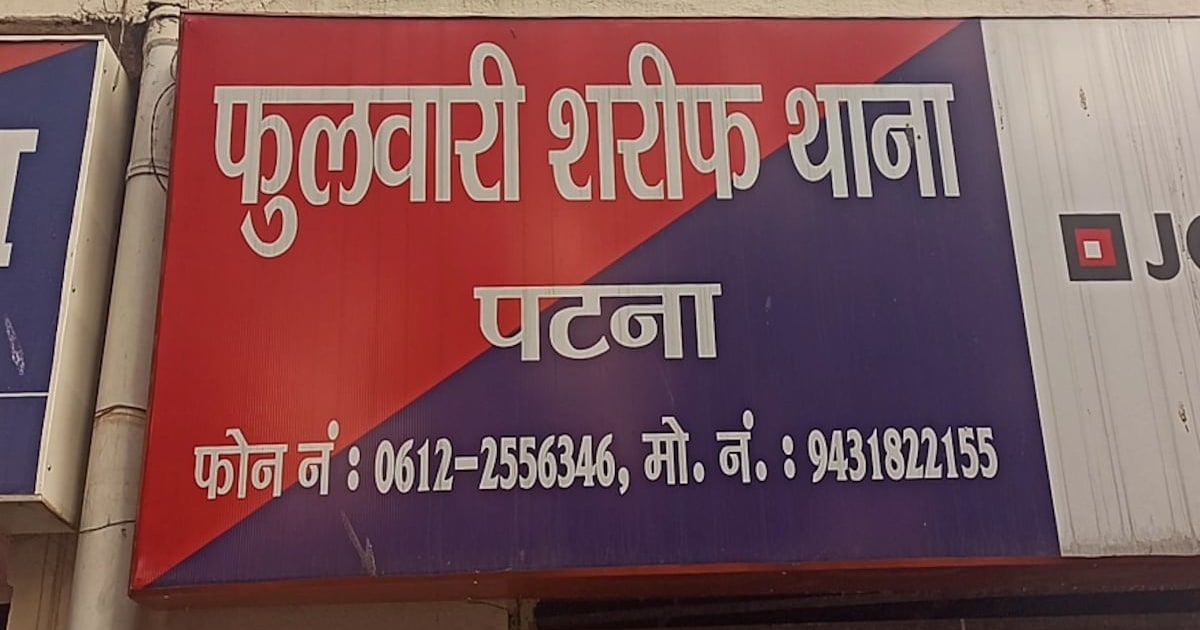 फुलवारी शरीफ थाना
पटना
फोन नं : 0612-2556346, मो. नं. : 9431822155